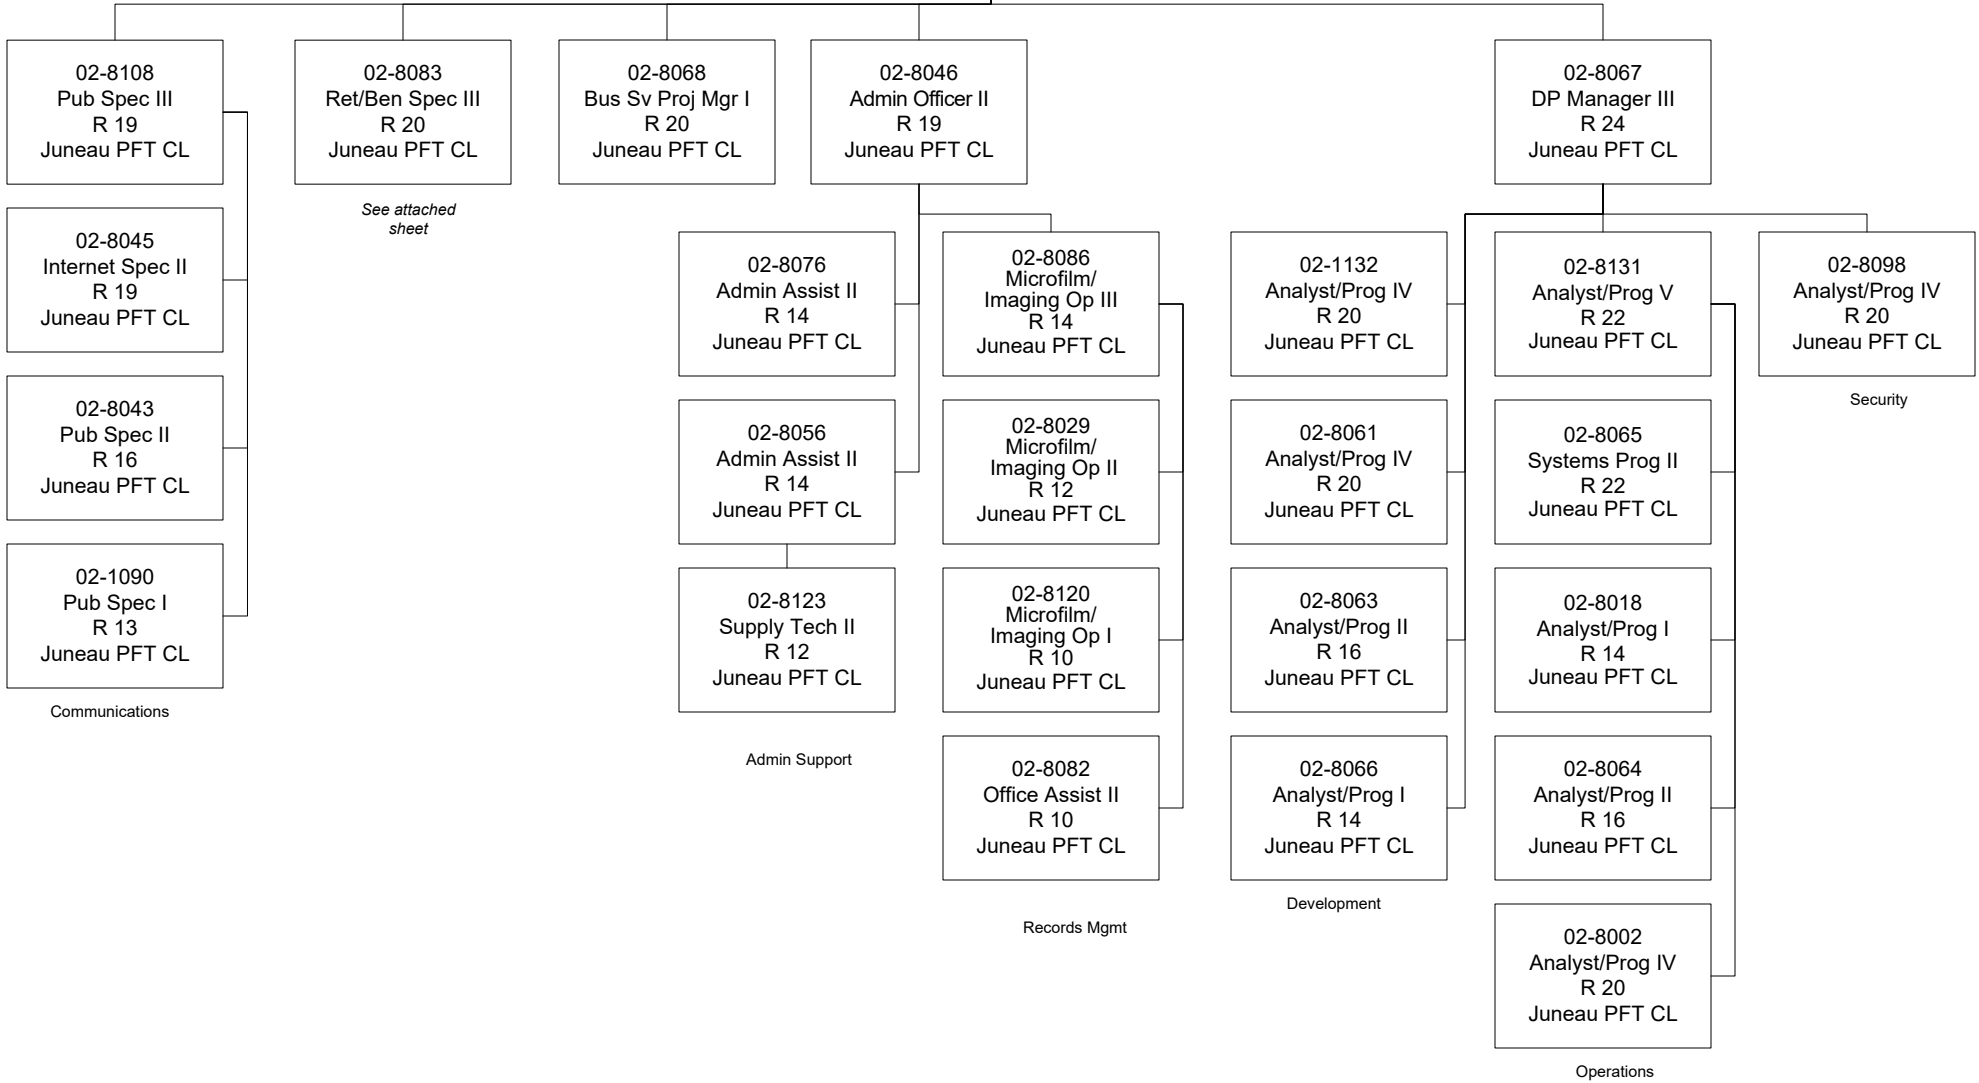 02-8108
Pub Spec III
R 19
Juneau PFT CL
02-8083
Ret/Ben Spec III
R 20
Juneau PFT CL
See attached
sheet
02-8068
Bus Sv Proj Mgr I
R 20
Juneau PFT CL
02-8046
Admin Officer II
R 19
Juneau PFT CL
02-8067
DP Manager III
R 24
Juneau PFT CL
02-8045
Internet Spec II
R 19
Juneau PFT CL
02-8043
Pub Spec II
R 16
Juneau PFT CL
02-1090
Pub Spec I
R 13
Juneau PFT CL
Communications
02-8076
Admin Assist II
R 14
Juneau PFT CL
02-8056
Admin Assist II
R 14
Juneau PFT CL
02-8123
Supply Tech II
R 12
Juneau PFT CL
Admin Support
02-8086
Microfilm/
Imaging Op III
R 14
Juneau PFT CL
02-8029
Microfilm/
Imaging Op II
R 12
Juneau PFT CL
02-8120
Microfilm/
Imaging Op I
R 10
Juneau PFT CL
02-8082
Office Assist II
R 10
Juneau PFT CL
Records Mgmt
02-1132
Analyst/Prog IV
R 20
Juneau PFT CL
02-8061
Analyst/Prog IV
R 20
Juneau PFT CL
02-8063
Analyst/Prog II
R 16
Juneau PFT CL
02-8066
Analyst/Prog I
R 14
Juneau PFT CL
Development
02-8131
Analyst/Prog V
R 22
Juneau PFT CL
02-8065
Systems Prog II
R 22
Juneau PFT CL
02-8018
Analyst/Prog I
R 14
Juneau PFT CL
02-8064
Analyst/Prog II
R 16
Juneau PFT CL
02-8002
Analyst/Prog IV
R 20
Juneau PFT CL
Operations
02-8098
Analyst/Prog IV
R 20
Juneau PFT CL
Security